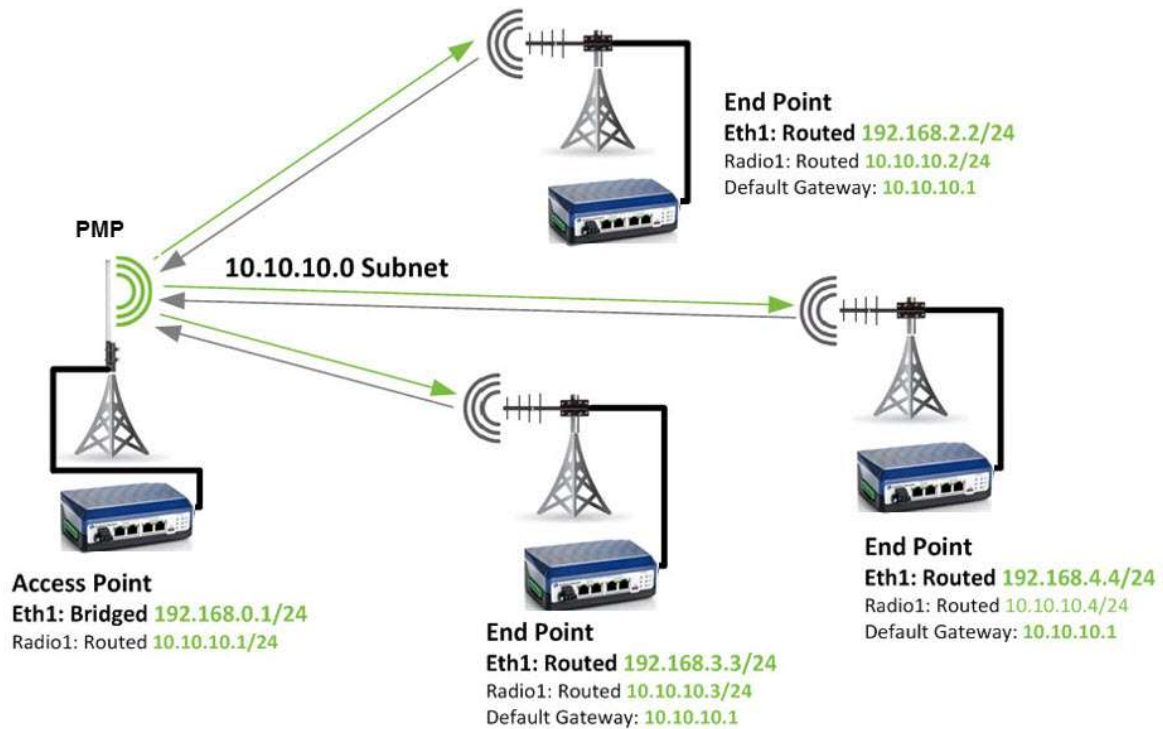 End Point
Eth1: Routed 192.168.2.2/24
Radio1: Routed 10.10.10.2/24
Default Gateway: 10.10.10.1
PMP
10.10.10.0 Subnet
Access Point
Eth1: Bridged 192.168.0.1/24
Radio1: Routed 10.10.10.1/24
End Point
Eth1: Routed 192.168.3.3/24
Radio1: Routed 10.10.10.3/24
Default Gateway: 10.10.10.1
End Point
Eth1: Routed 192.168.4.4/24
Radio1: Routed 10.10.10.4/24
Default Gateway: 10.10.10.1